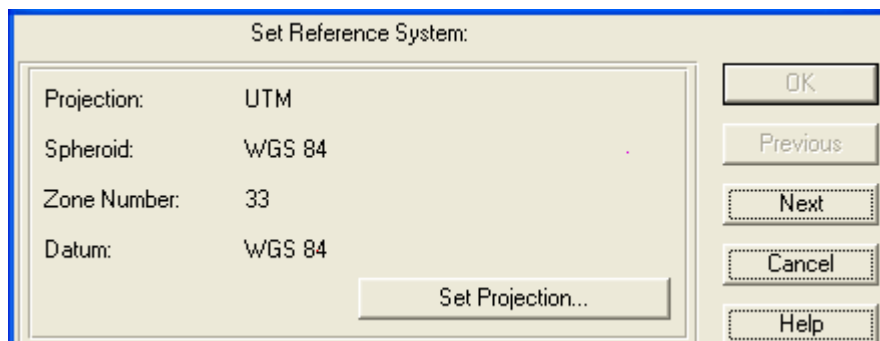 Set Reference System:
Projection: UTM
Spheroid: WGS 84
Zone Number: 33
Datum: WGS 84
Set Projection...
OK
Previous
Next
Cancel
Help